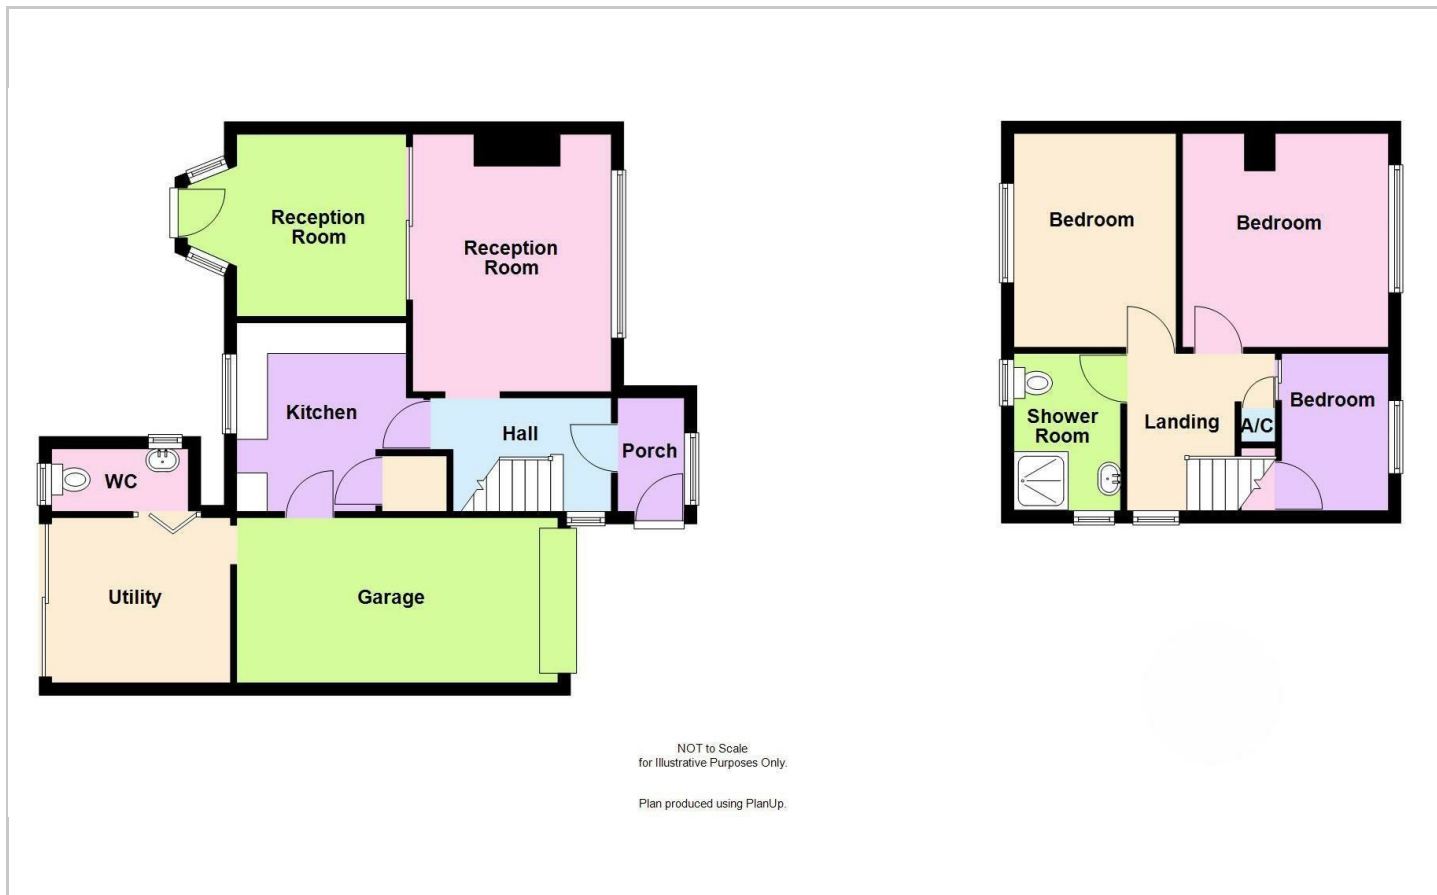 Reception
Room
Reception
Room
Kitchen
Hall
Porch
WC
Utility
Garage
Bedroom
Bedroom
Shower
Room
Landing
A/C
Bedroom
NOT to Scale
for Illustrative Purposes Only.
Plan produced using PlanUp.